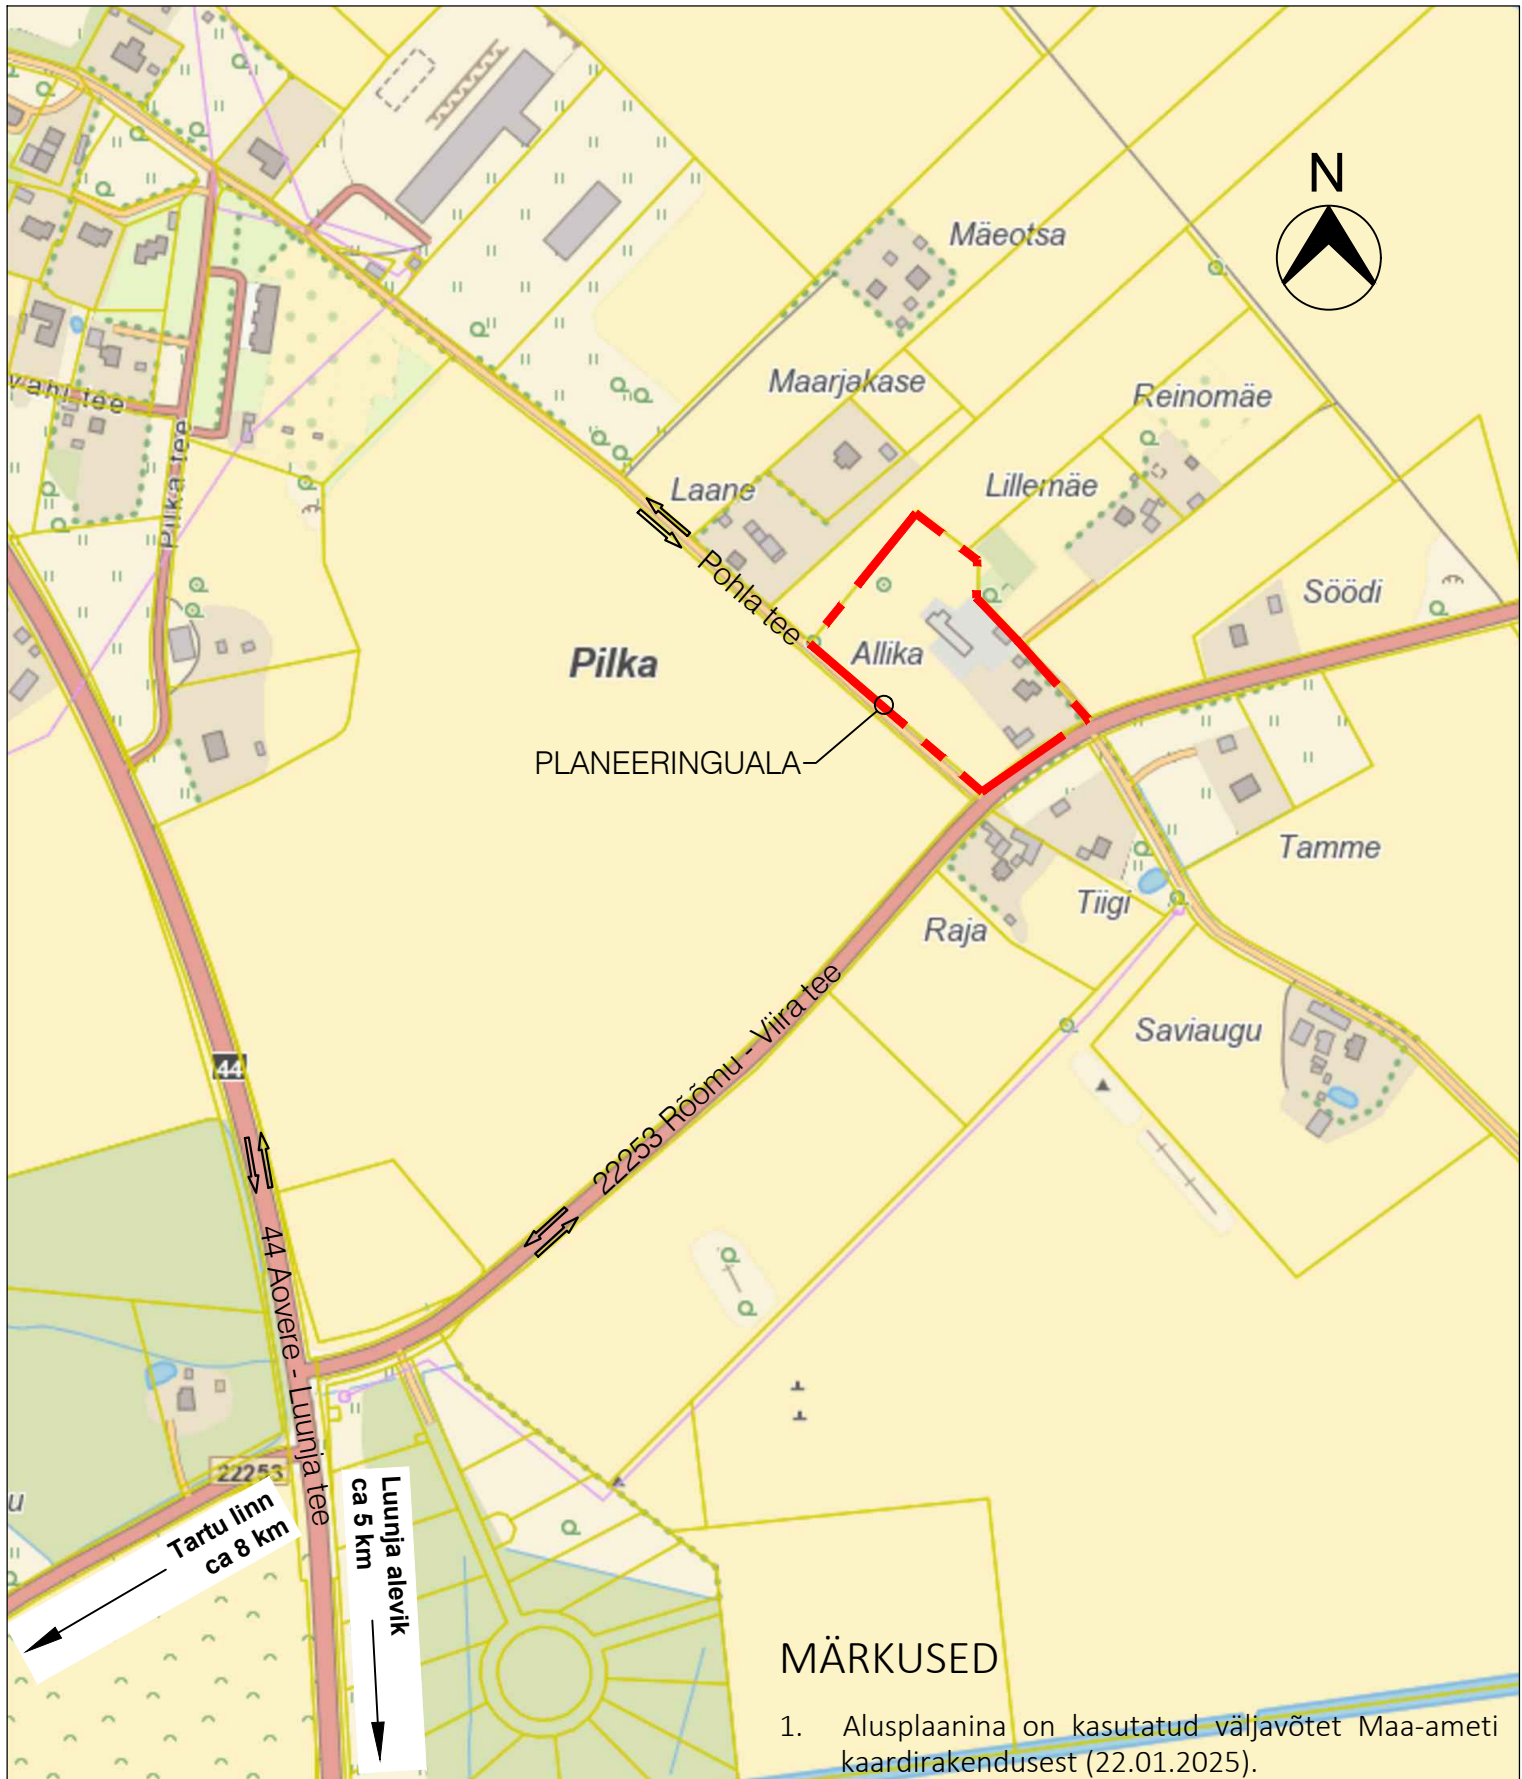 N
Mäeotsa
Maarjakase
Reinomäe
Vahi tee
Pilka tee
Laane
Lillemäe
Pohla tee
Söödi
Pilka
Allika
PLANEERINGUALA
Tamme
Tiigi
Raja
Saviaugu
44
22253 Rõõmu - Viira tee
44 Aovere - Luunja tee
22253
u
Tartu linn
ca 8 km
Luunja alevik
ca 5 km
MÄRKUSED
1. Alusplaanina on kasutatud väljavõtet Maa-ameti
kaardirakendusest (22.01.2025).